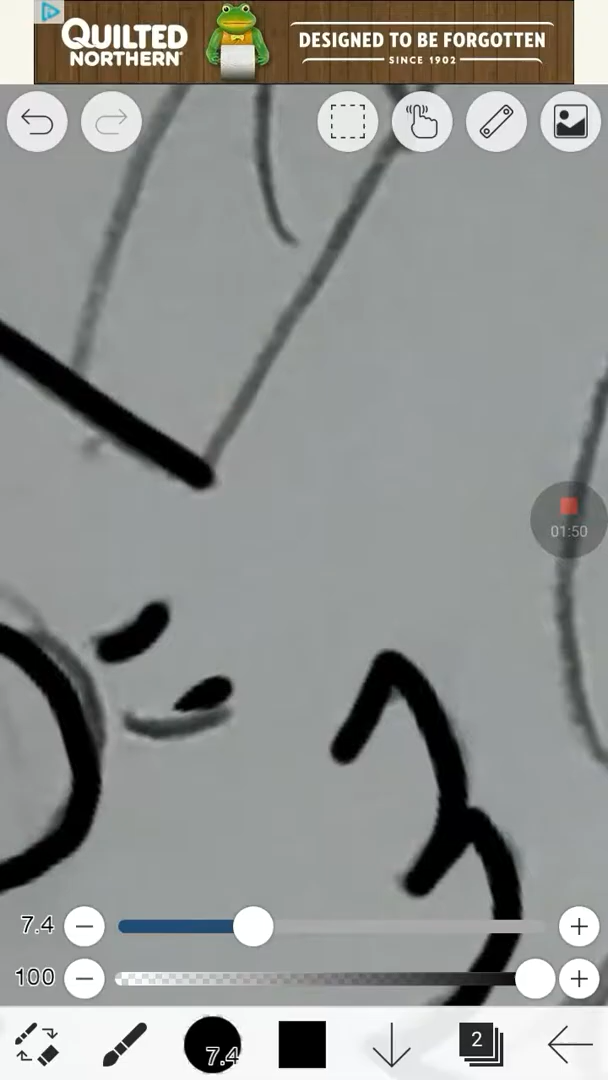 QUILTED
NORTHERN
DESIGNED TO BE FORGOTTEN
SINCE 1902
01:50
7.4
100
7.4
2